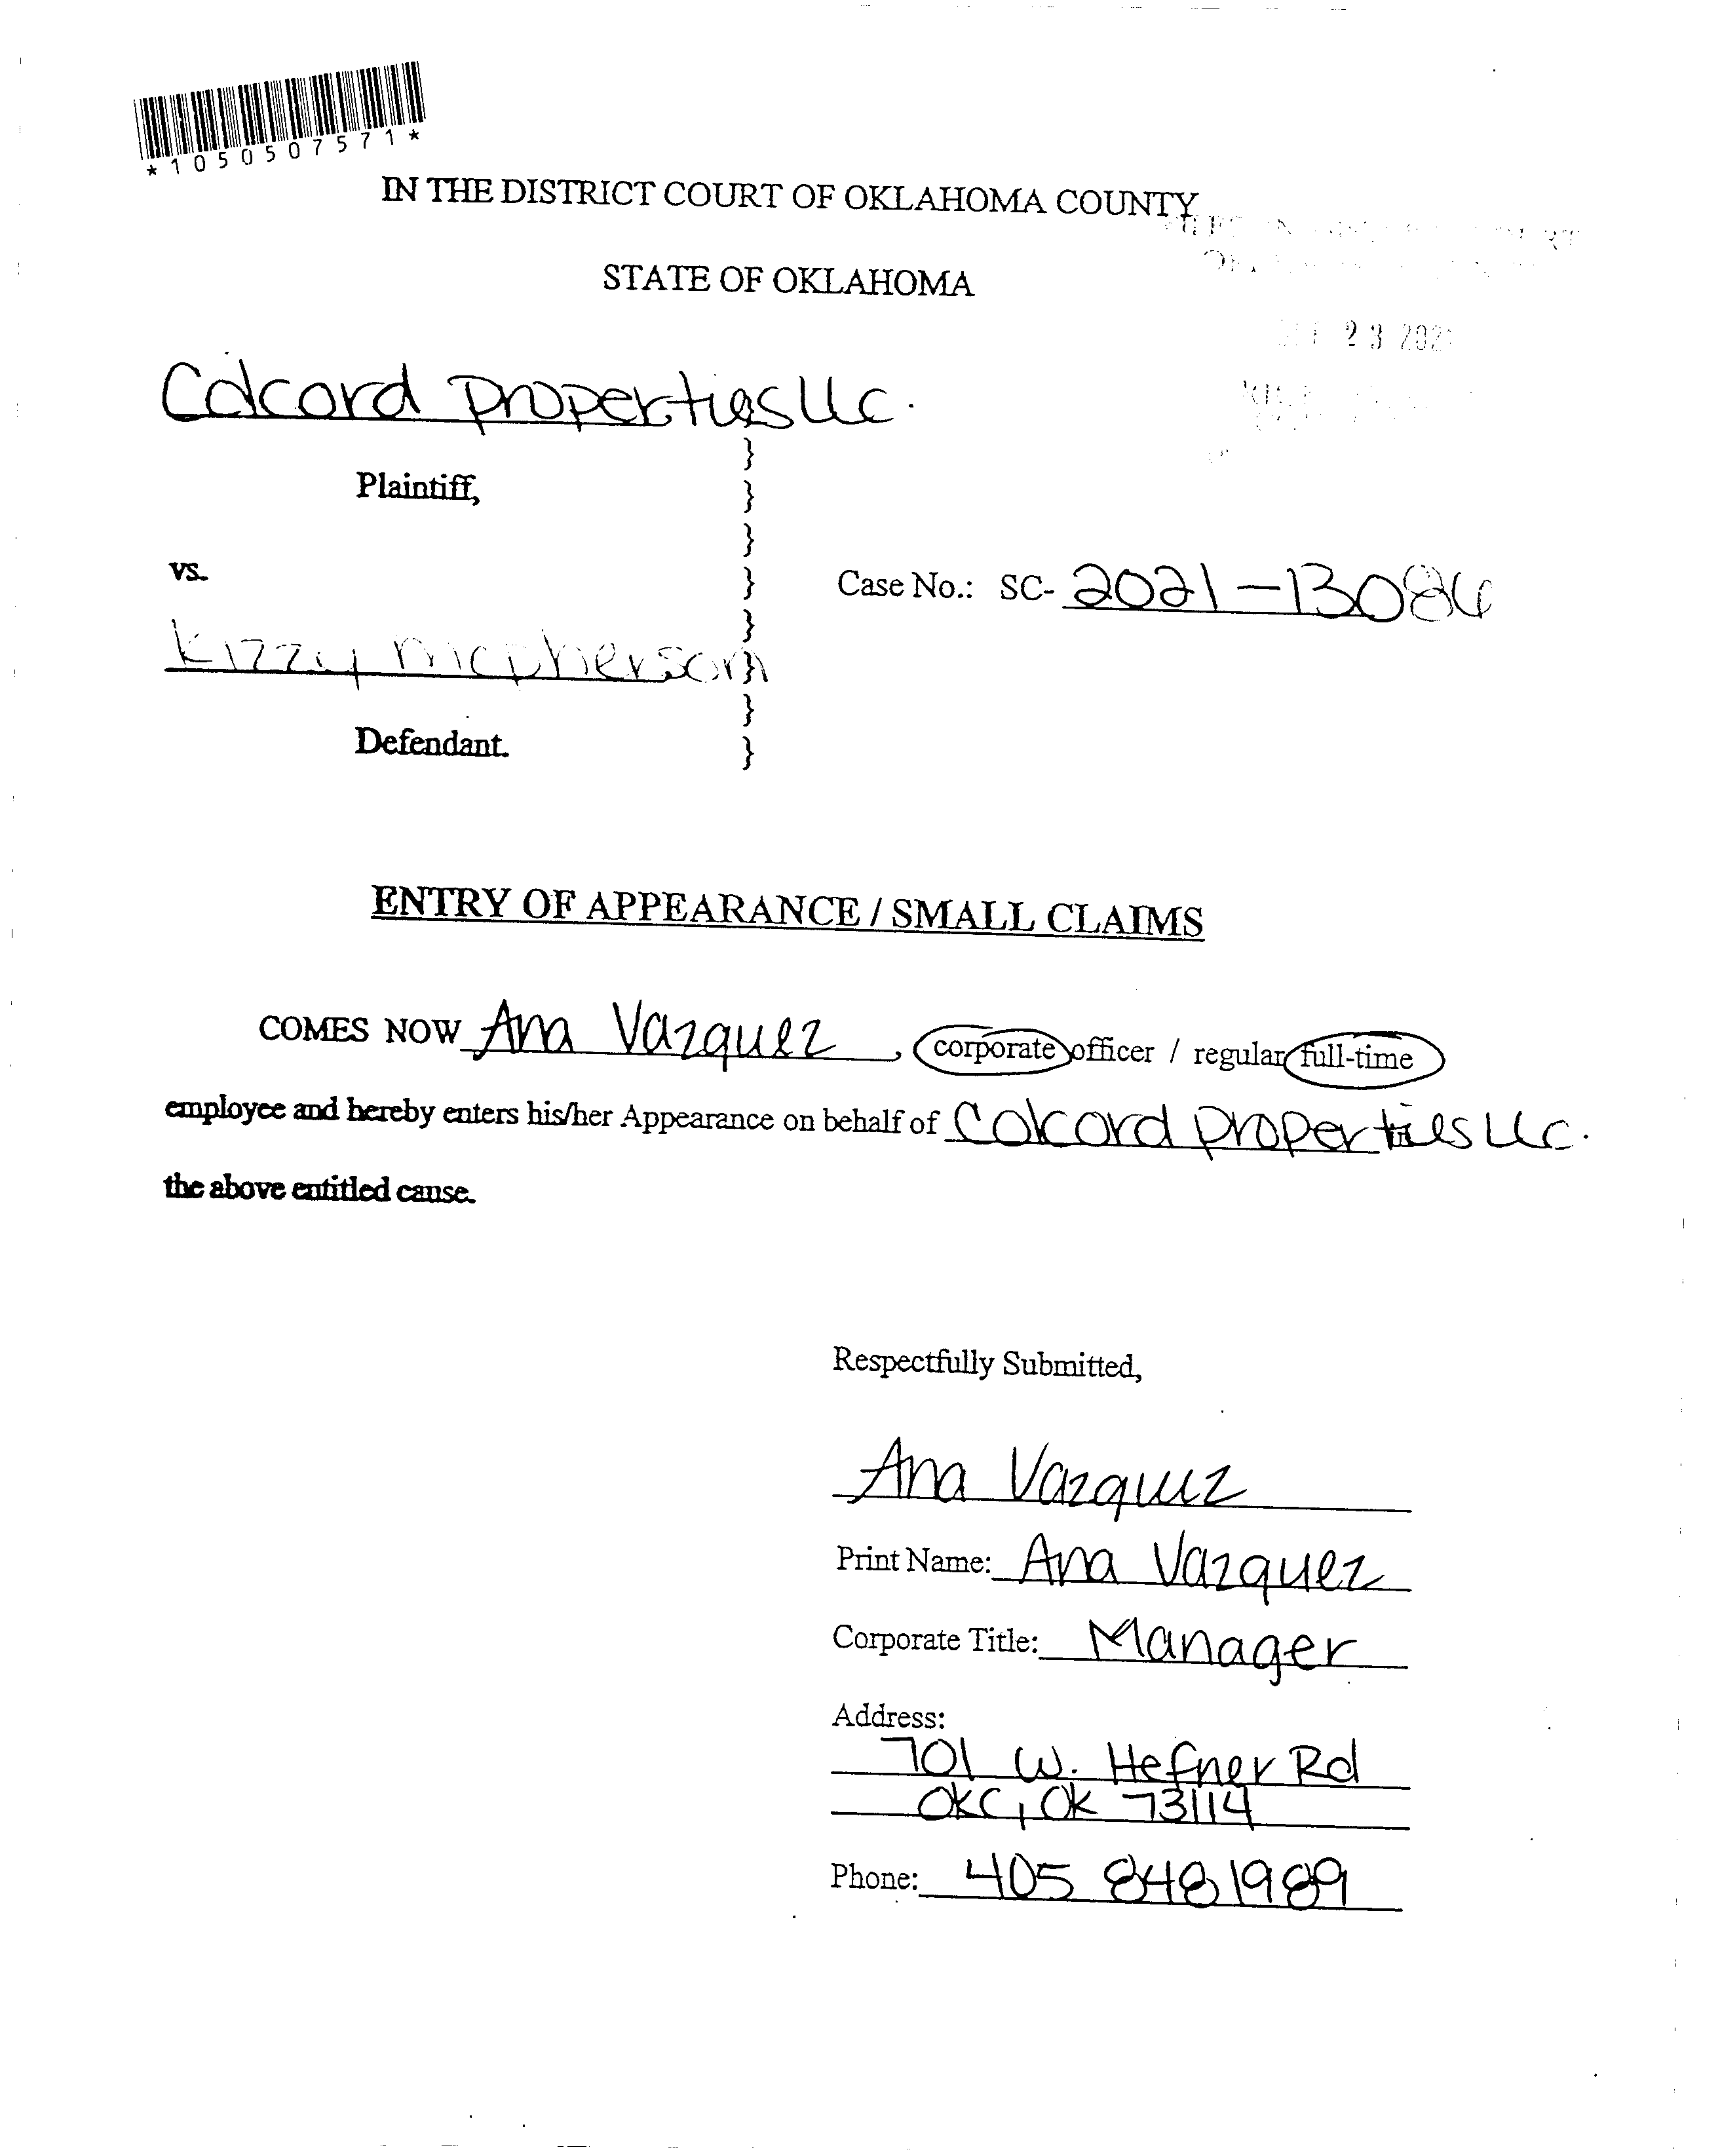 *1050507571*
IN THE DISTRICT COURT OF OKLAHOMA COUNTY
STATE OF OKLAHOMA
23 202
Colcord properties llc.
}
Plaintiff,
}
}
vs.
}
Case No.: SC- 2021-13086
}
Kizzy mcpherson
}
}
Defendant.
}
ENTRY OF APPEARANCE / SMALL CLAIMS
COMES NOW Ana Vazquez, corporate officer / regular full-time
employee and hereby enters his/her Appearance on behalf of Colcord properties llc.
the above entitled cause.
Respectfully Submitted,
Ana Vazquez
Print Name: Ana Vazquez
Corporate Title: Manager
Address:
701 W. Hefner Rd
OKC, OK 73114
Phone: 405 848 1989